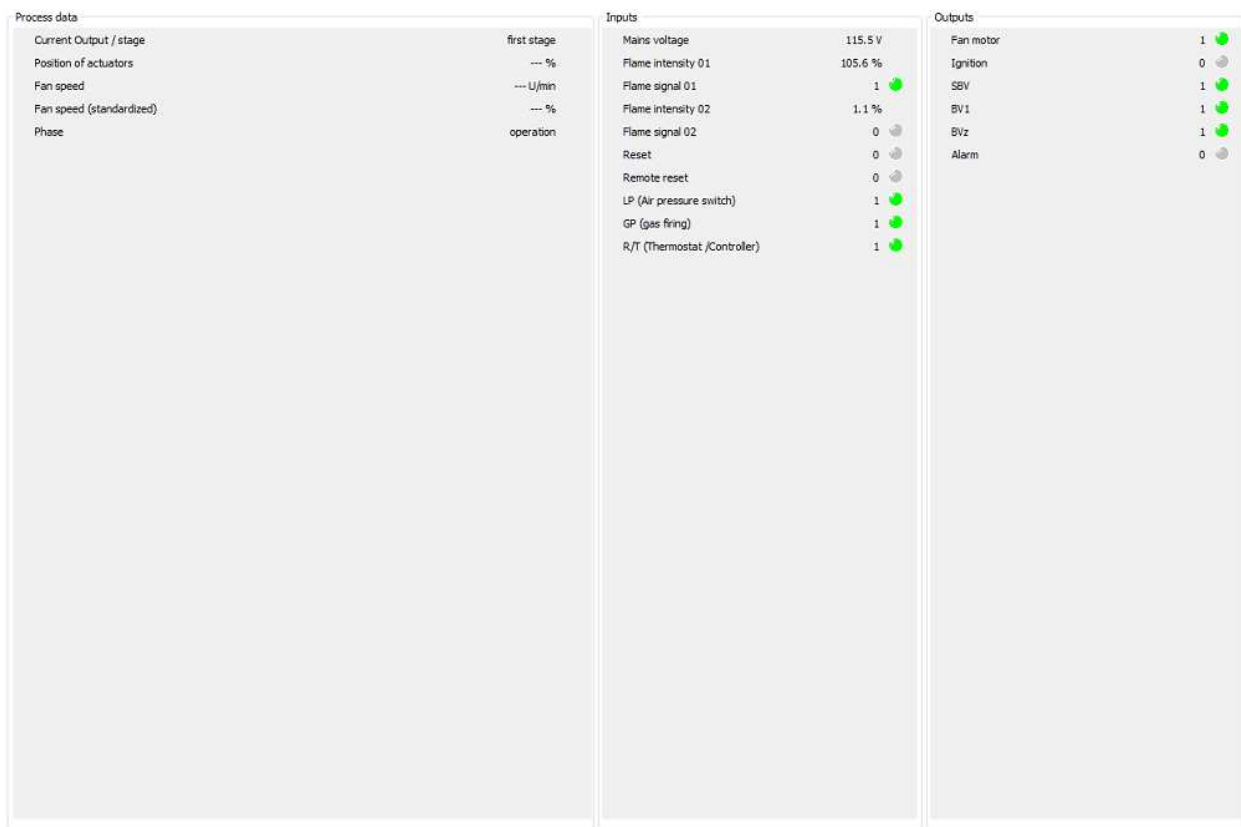 Process data
Current Output / stage first stage
Position of actuators --- %
Fan speed --- U/min
Fan speed (standardized) --- %
Phase operation
Inputs
Mains voltage 115.5 V
Flame intensity 01 105.6 %
Flame signal 01 1
Flame intensity 02 1.1 %
Flame signal 02 0
Reset 0
Remote reset 0
LP (Air pressure switch) 1
GP (gas firing) 1
R/T (Thermostat /Controller) 1
Outputs
Fan motor 1
Ignition 0
SBV 1
BV1 1
BVz 1
Alarm 0